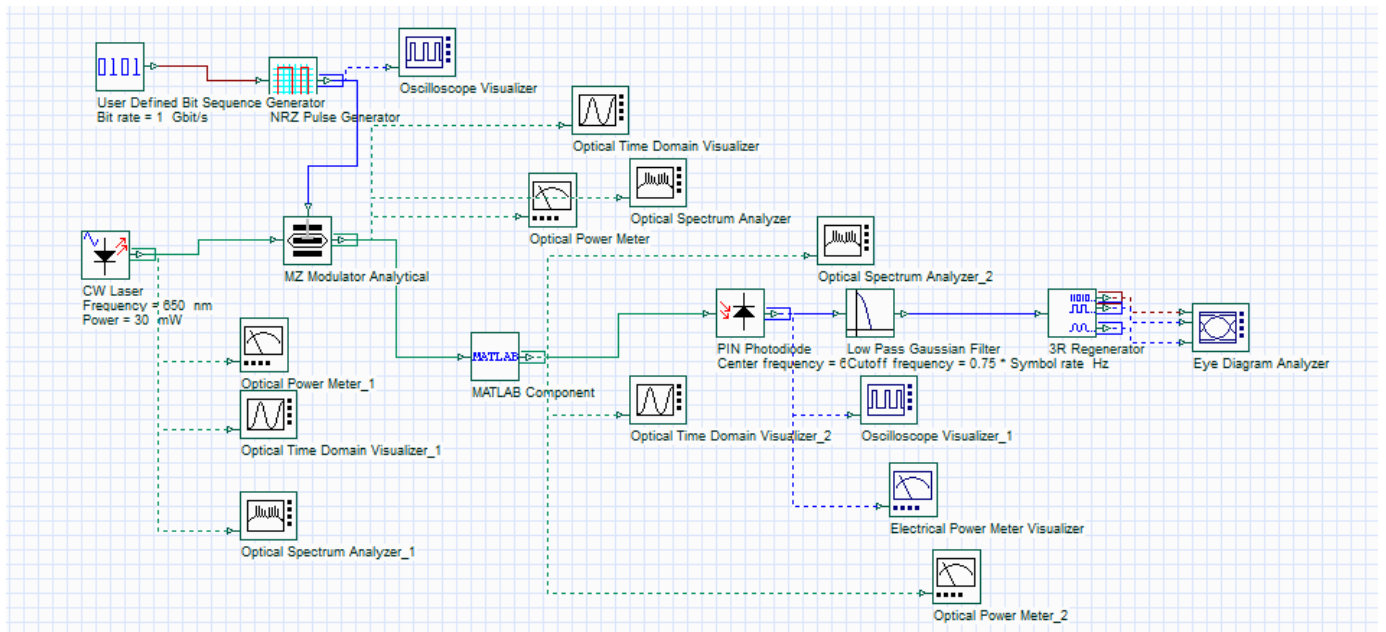 0101
User Defined Bit Sequence Generator
Bit rate = 1 Gbit/s
NRZ Pulse Generator
Oscilloscope Visualizer
Optical Time Domain Visualizer
Optical Spectrum Analyzer
Optical Power Meter
MZ Modulator Analytical
CW Laser
Frequency = 650 nm
Power = 30 mW
Optical Spectrum Analyzer_2
PIN Photodiode
Center frequency = 6
Low Pass Gaussian Filter
Cutoff frequency = 0.75 * Symbol rate Hz
3R Regenerator
Eye Diagram Analyzer
MATLAB
MATLAB Component
Optical Power Meter_1
Optical Time Domain Visualizer_1
Optical Time Domain Visualizer_2
Oscilloscope Visualizer_1
Optical Spectrum Analyzer_1
Electrical Power Meter Visualizer
Optical Power Meter_2